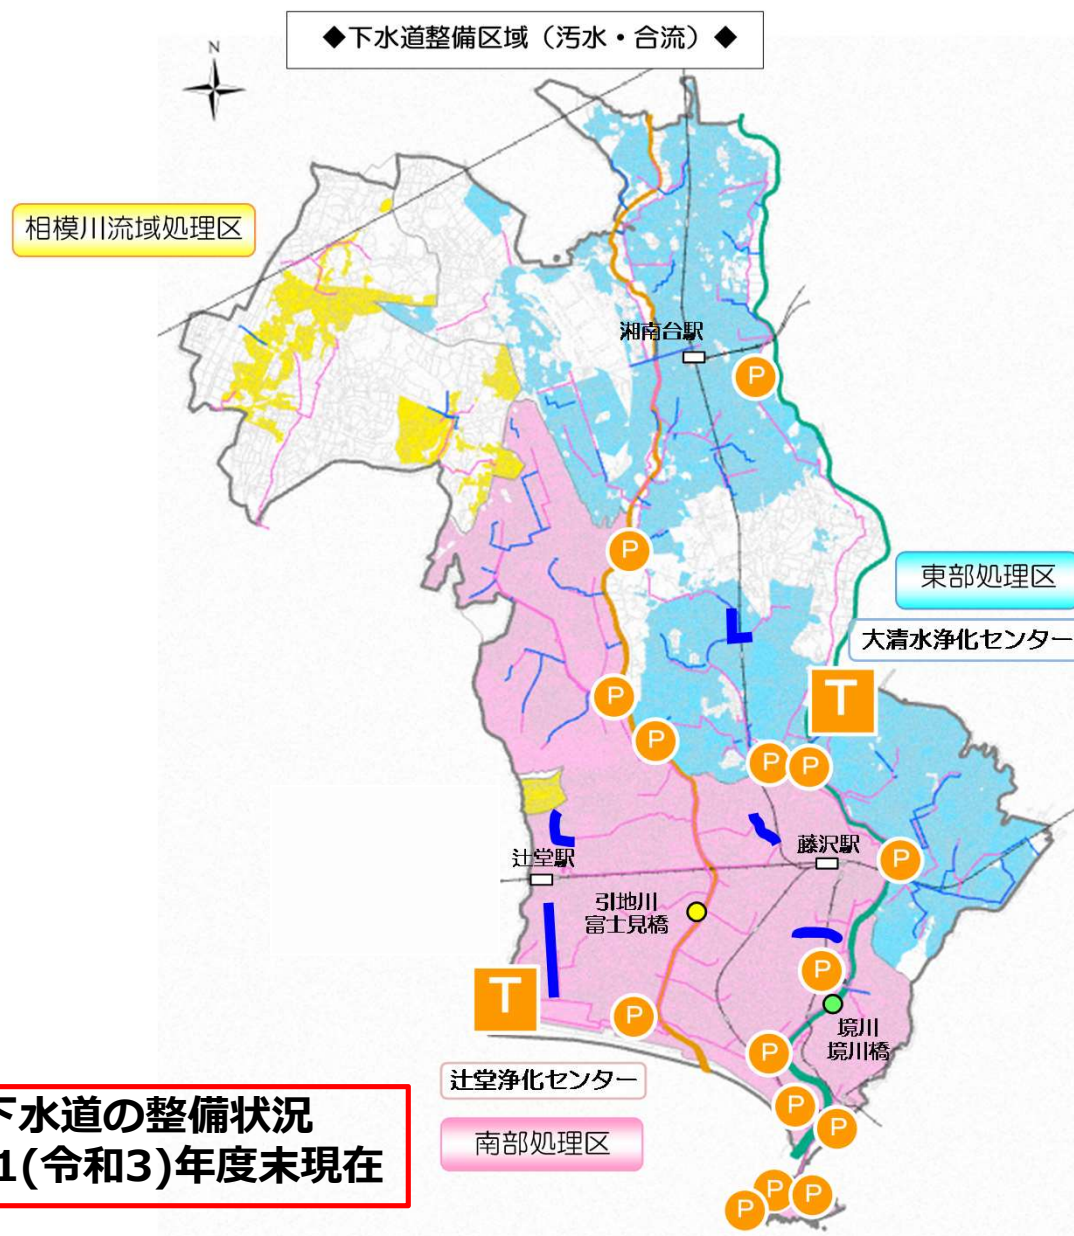 ◆下水道整備区域（汚水・合流）◆
N
相模川流域処理区
湘南台駅
P
P
東部処理区
大清水浄化センター
T
P
P
P
P
藤沢駅
P
辻堂駅
引地川
富士見橋
P
T
P
境川
境川橋
P
辻堂浄化センター
P
P
南部処理区
下水道の整備状況
1(令和3)年度末現在
P
P
P